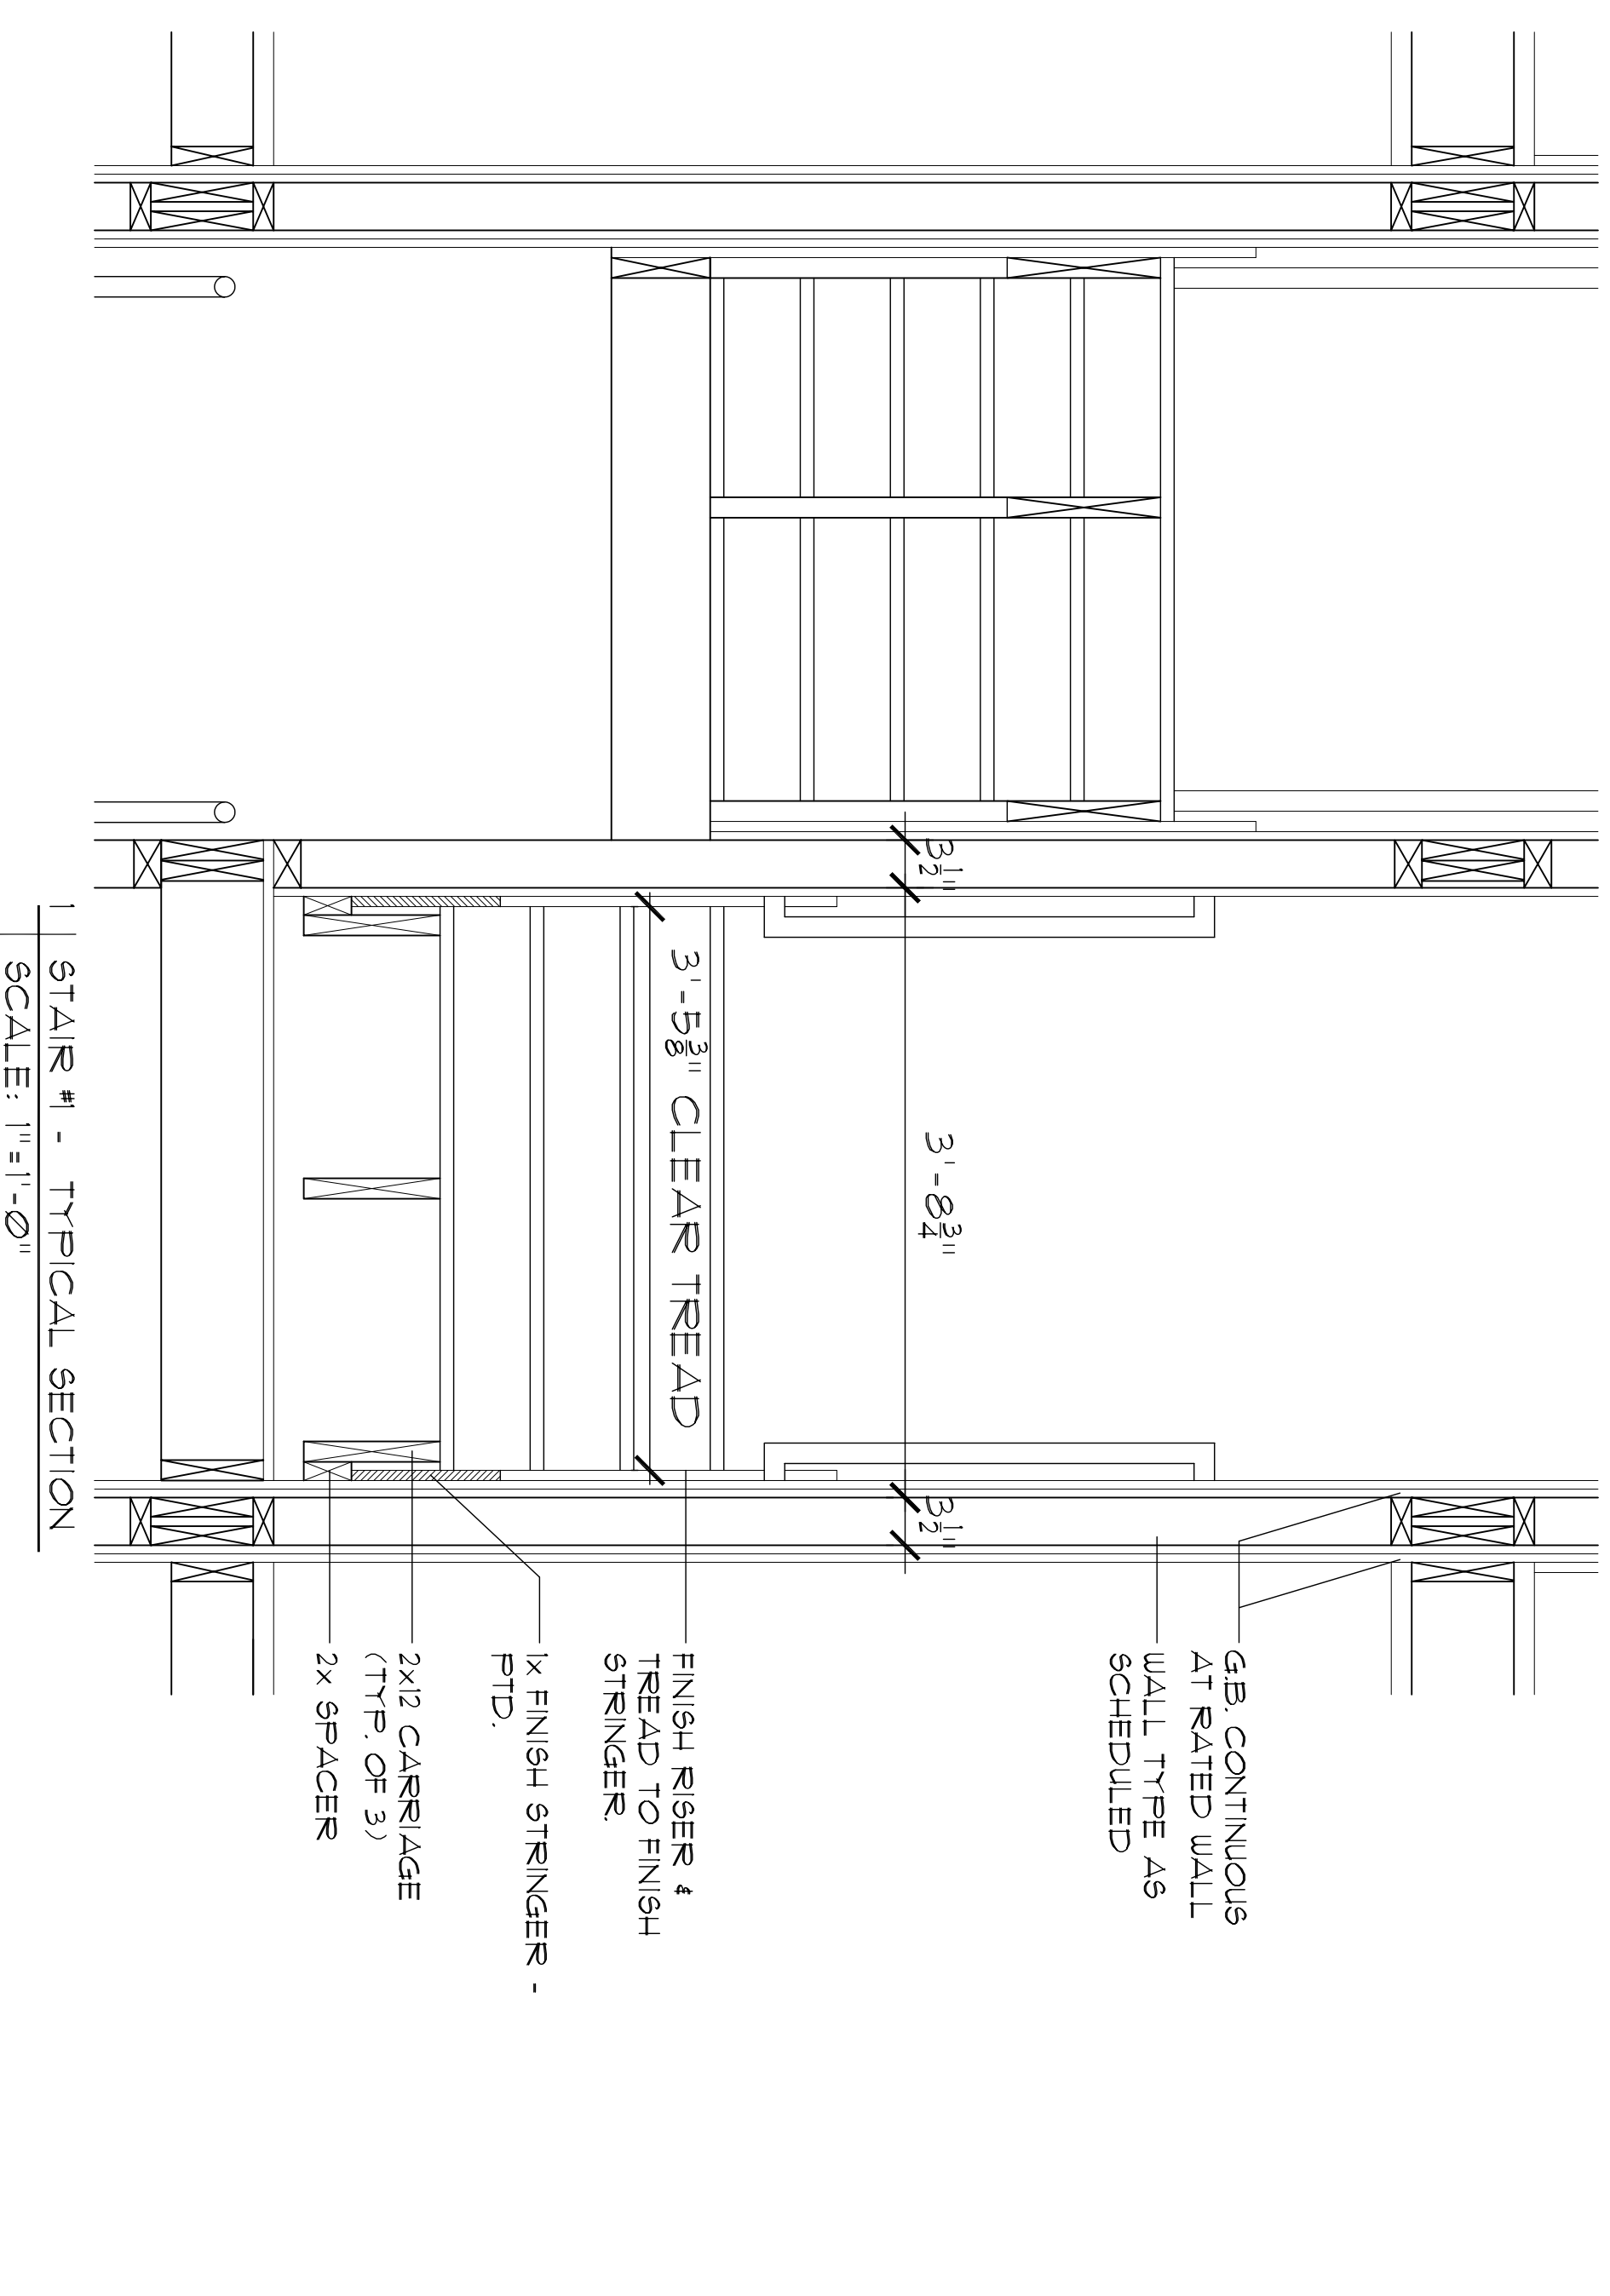 G.B. CONTINUOUS
AT RATED WALL
WALL TYPE AS
SCHEDULED
3 1/2"
3'-8 3/4"
3 1/2"
3'-5 3/8" CLEAR TREAD
FINISH RISER &
TREAD TO FINISH
STRINGER.
1x FINISH STRINGER -
PTD.
2x12 CARRIAGE
(TYP. OF 3)
2x SPACER
1
STAIR #1 - TYPICAL SECTION
SCALE: 1"=1'-0"